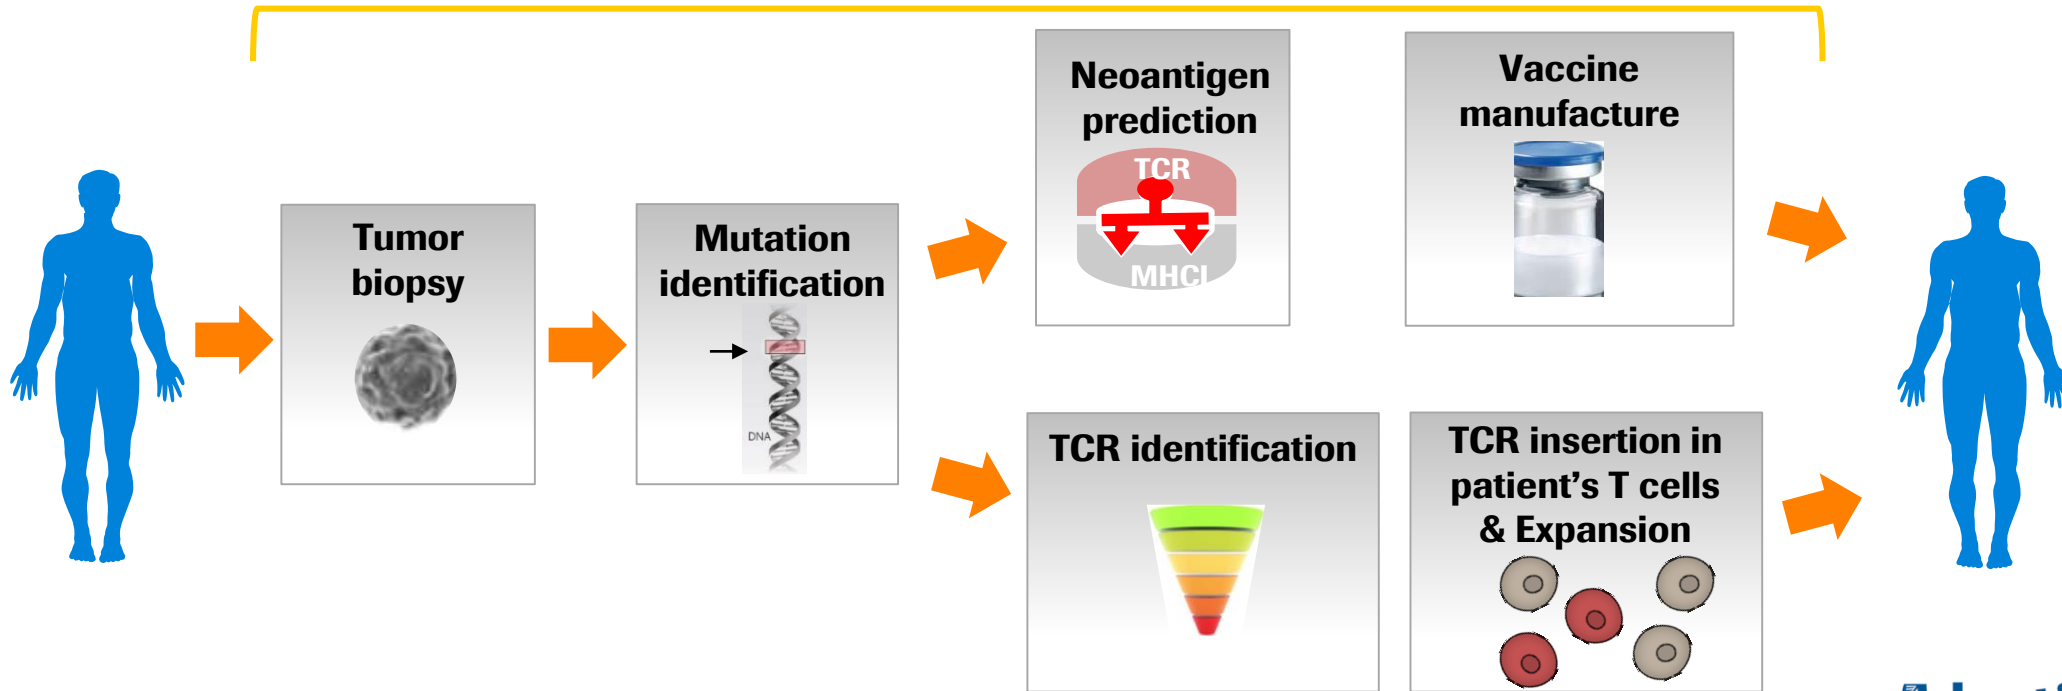 Neoantigen
prediction
TCR
MHCI
Vaccine
manufacture
Tumor
biopsy
Mutation
identification
DNA
TCR identification
TCR insertion in
patient's T cells
& Expansion